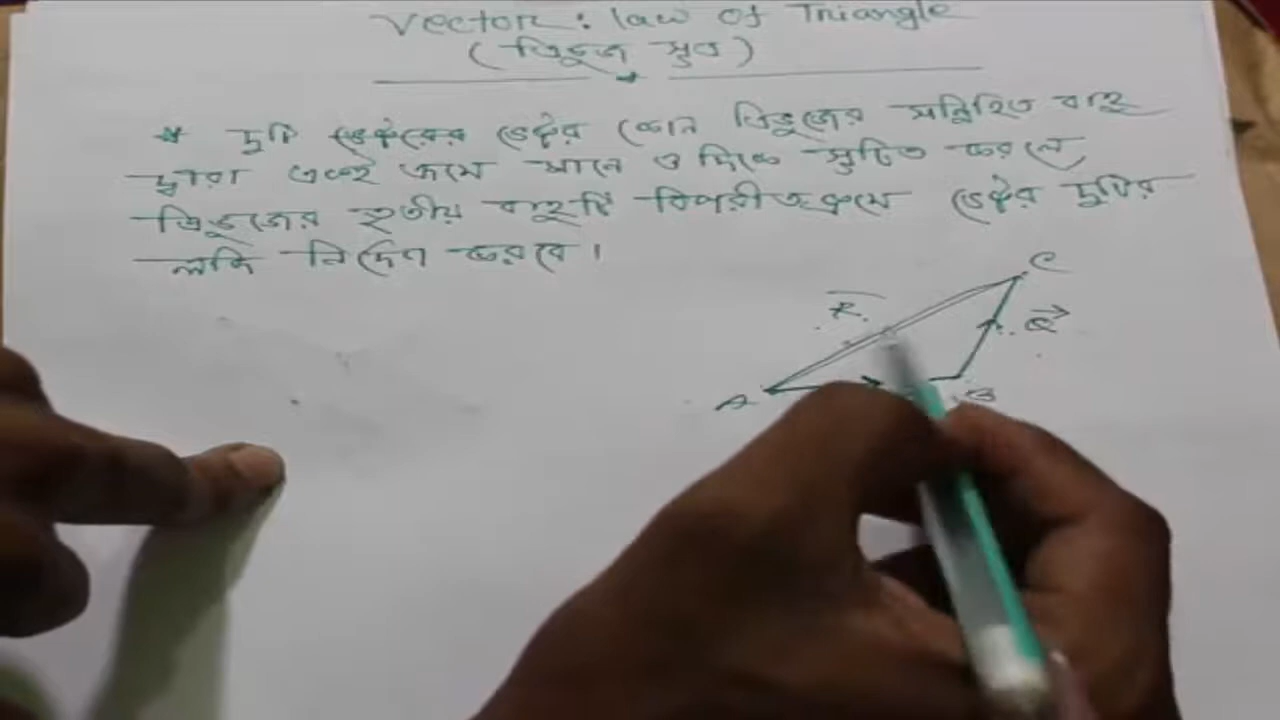 Vector: law of Triangle
(ত্রিভুজ সুত্র)
* দুটি ভেক্টরের ভেক্টর কোন ত্রিভুজের সন্নিহিত বাহু
দ্বারা একই ক্রমে মানে ও দিকে সুচিত করলে
ত্রিভুজের তৃতীয় বাহুটি বিপরীতক্রমে ভেক্টর দুটির
লব্দি নির্দেশ করবে।
C
R
Q
A
B